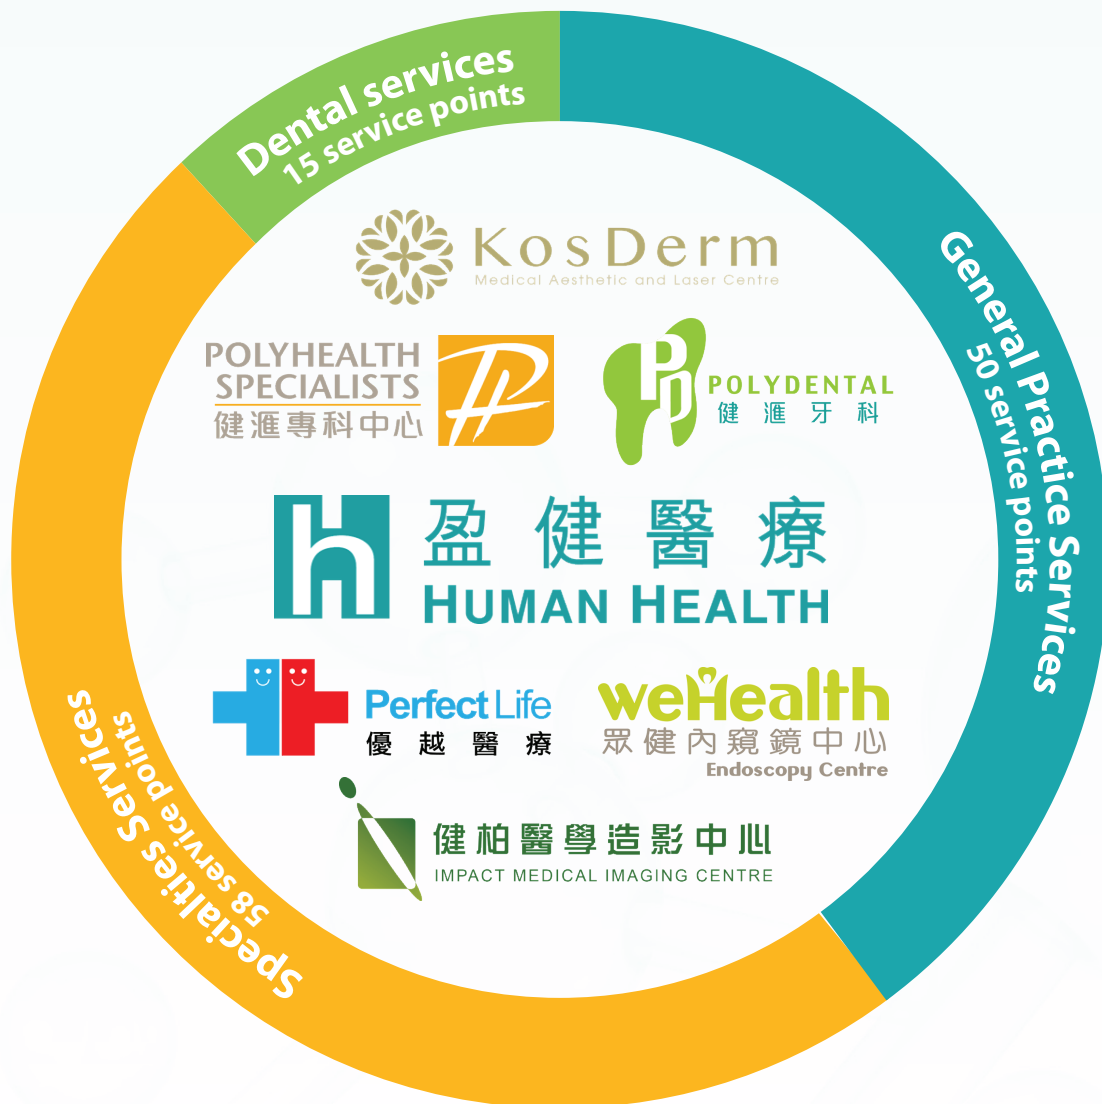 Dental services
15 service points
General Practice Services
50 service points
KosDerm
Medical Aesthetic and Laser Centre
POLYHEALTH
SPECIALISTS
健滙專科中心
PD
POLYDENTAL
健滙牙科
h
盈健醫療
HUMAN HEALTH
Perfect Life
優越醫療
weHealth
眾健內窺鏡中心
Endoscopy Centre
健柏醫學造影中心
IMPACT MEDICAL IMAGING CENTRE
Specialties Services
58 service points